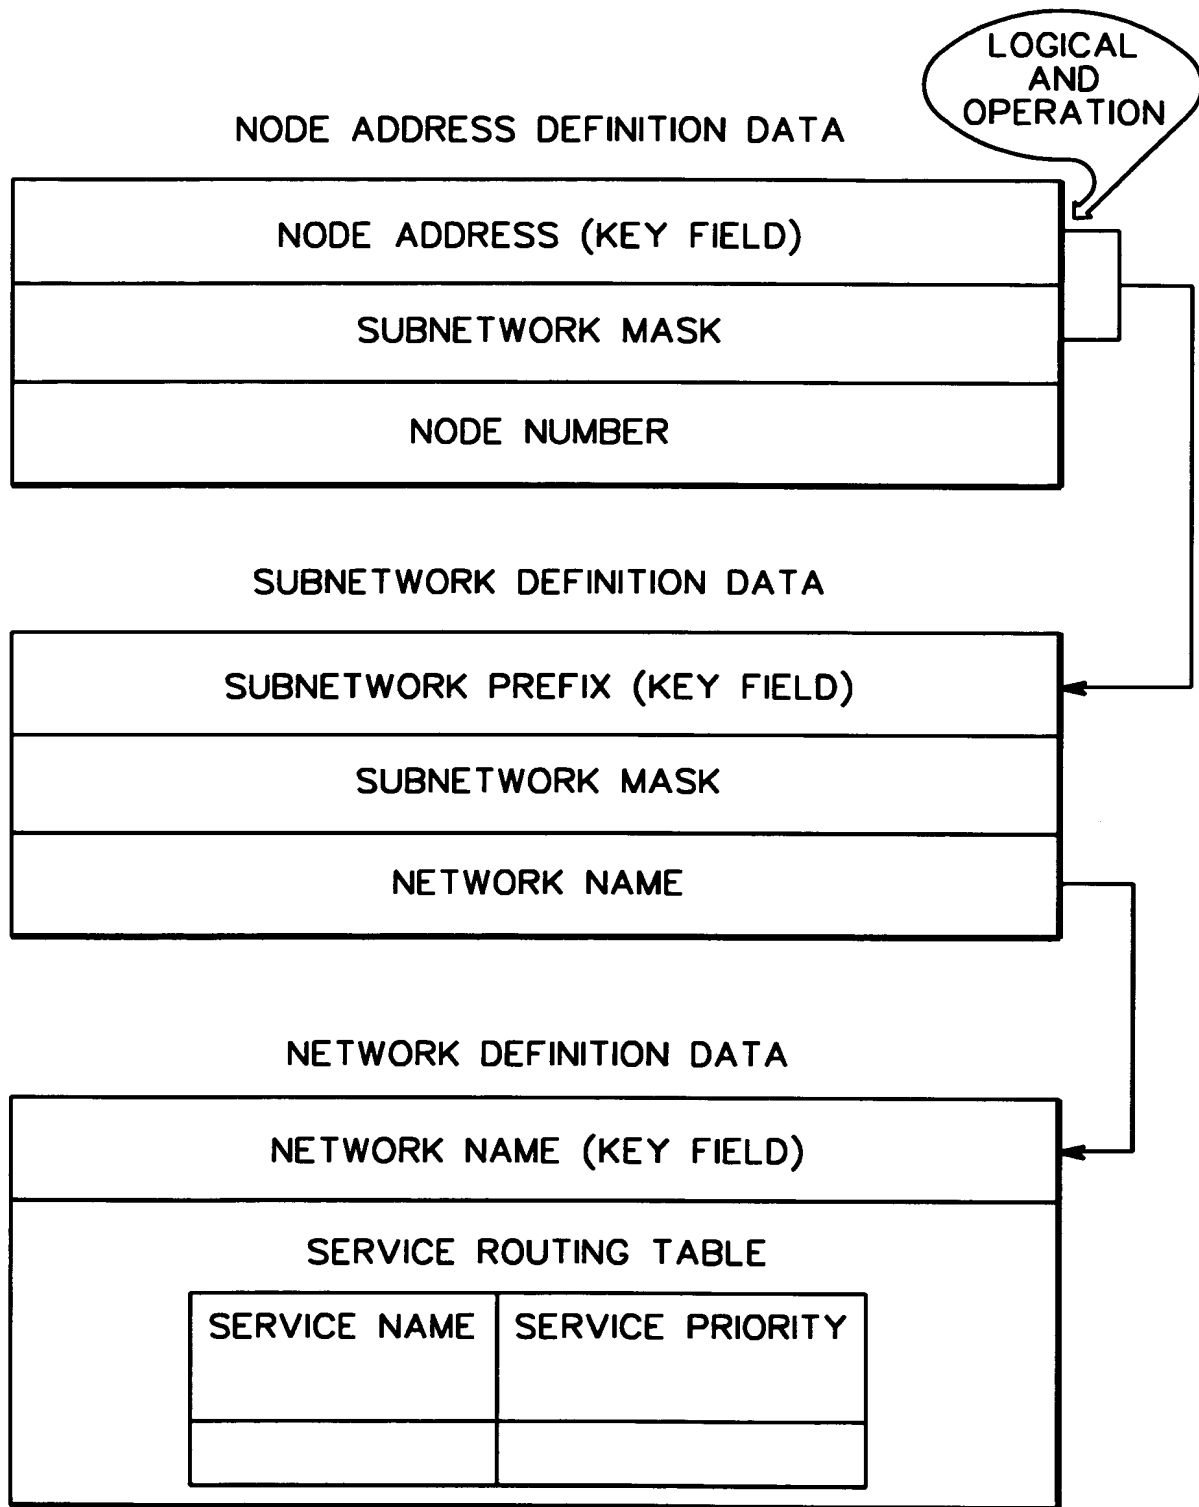 LOGICAL
AND
OPERATION
NODE ADDRESS DEFINITION DATA
NODE ADDRESS (KEY FIELD)
SUBNETWORK MASK
NODE NUMBER
SUBNETWORK DEFINITION DATA
SUBNETWORK PREFIX (KEY FIELD)
SUBNETWORK MASK
NETWORK NAME
NETWORK DEFINITION DATA
NETWORK NAME (KEY FIELD)
SERVICE ROUTING TABLE
SERVICE NAME SERVICE PRIORITY